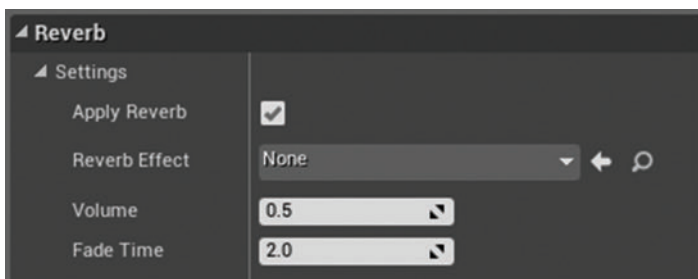 Reverb
Settings
Apply Reverb
Reverb Effect None
Volume 0.5
Fade Time 2.0